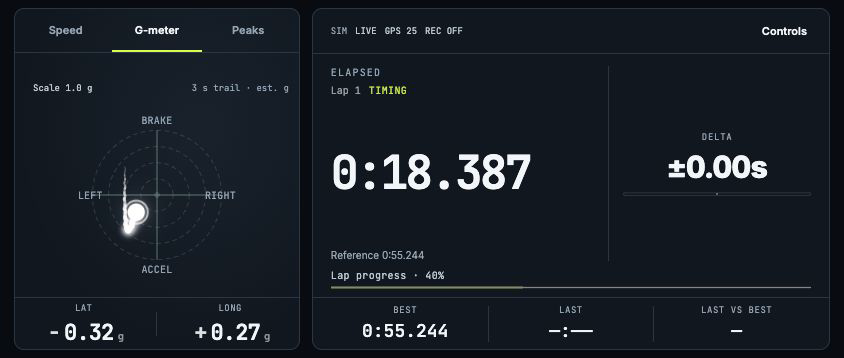 Speed G-meter Peaks
Scale 1.0 g 3 s trail · est. g
BRAKE
LEFT RIGHT
ACCEL
LAT LONG
-0.32 g +0.27 g
SIM LIVE GPS 25 REC OFF Controls
ELAPSED
Lap 1 TIMING
0:18.387
DELTA
±0.00s
Reference 0:55.244
Lap progress · 40%
BEST LAST LAST VS BEST
0:55.244 —:—— —